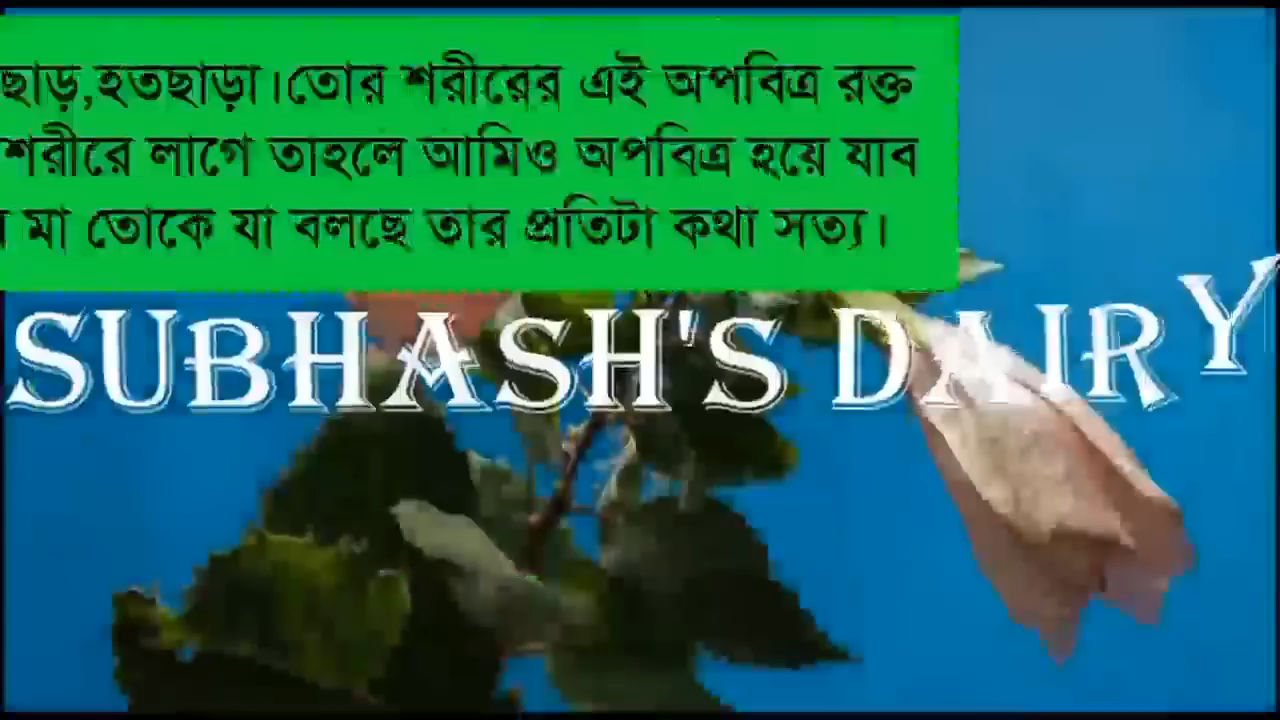 ছাড়,হতছাড়া।তোর শরীরের এই অপবিত্র রক্ত
শরীরে লাগে তাহলে আমিও অপবিত্র হয়ে যাব
মা তোকে যা বলছে তার প্রতিটা কথা সত্য।
SUBHASH'S DAIRY